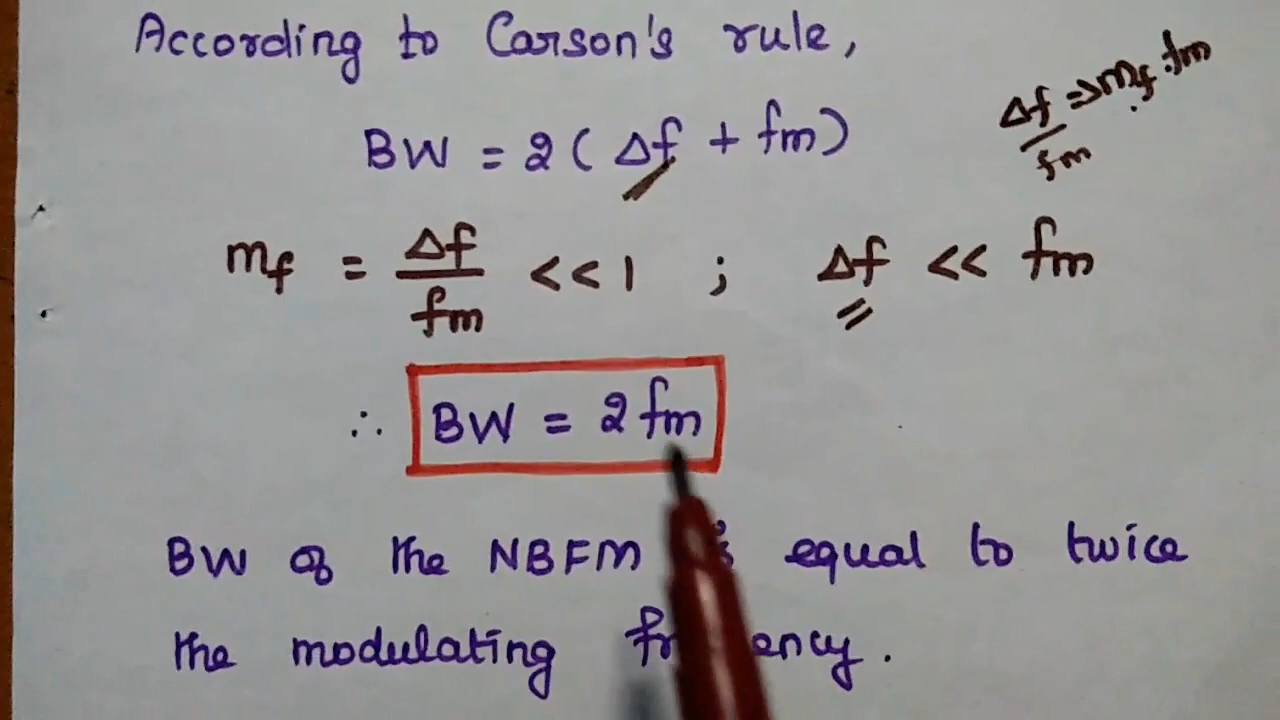 According to Carson's rule,
BW = 2 ( Δf + fm )
Δf => mf . fm
fm
mf = Δf / fm << 1 ; Δf << fm
∴ BW = 2 fm
BW of the NBFM equal to twice
the modulating .